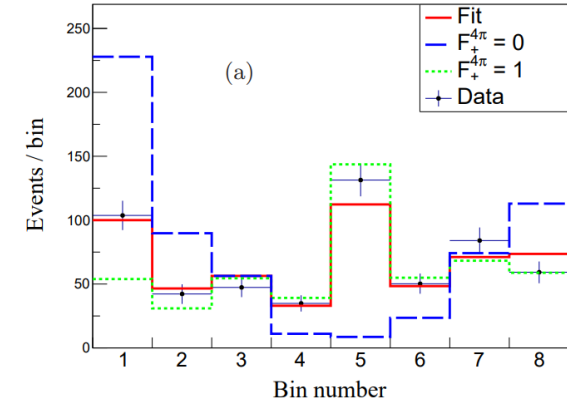 Events / bin
250
200
150
100
50
0
(a)
Fit
F₊⁴π = 0
F₊⁴π = 1
Data
1 2 3 4 5 6 7 8
Bin number